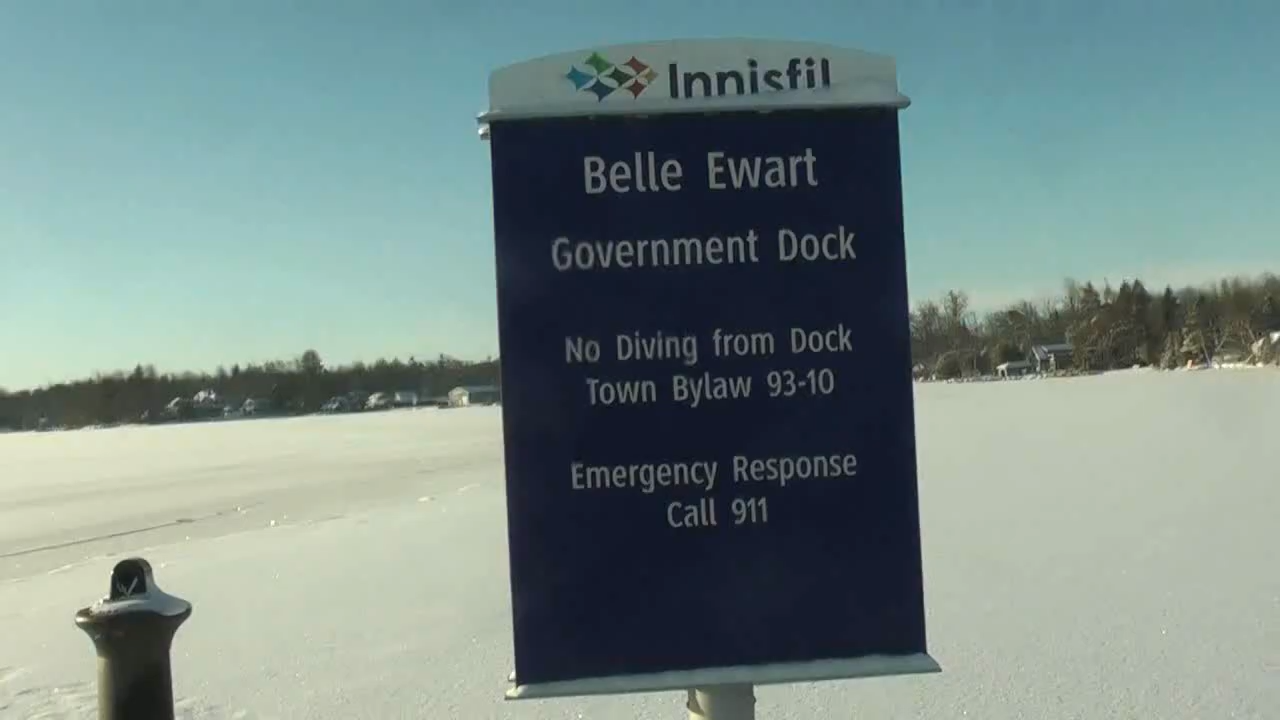 Innisfil
Belle Ewart
Government Dock
No Diving from Dock
Town Bylaw 93-10
Emergency Response
Call 911